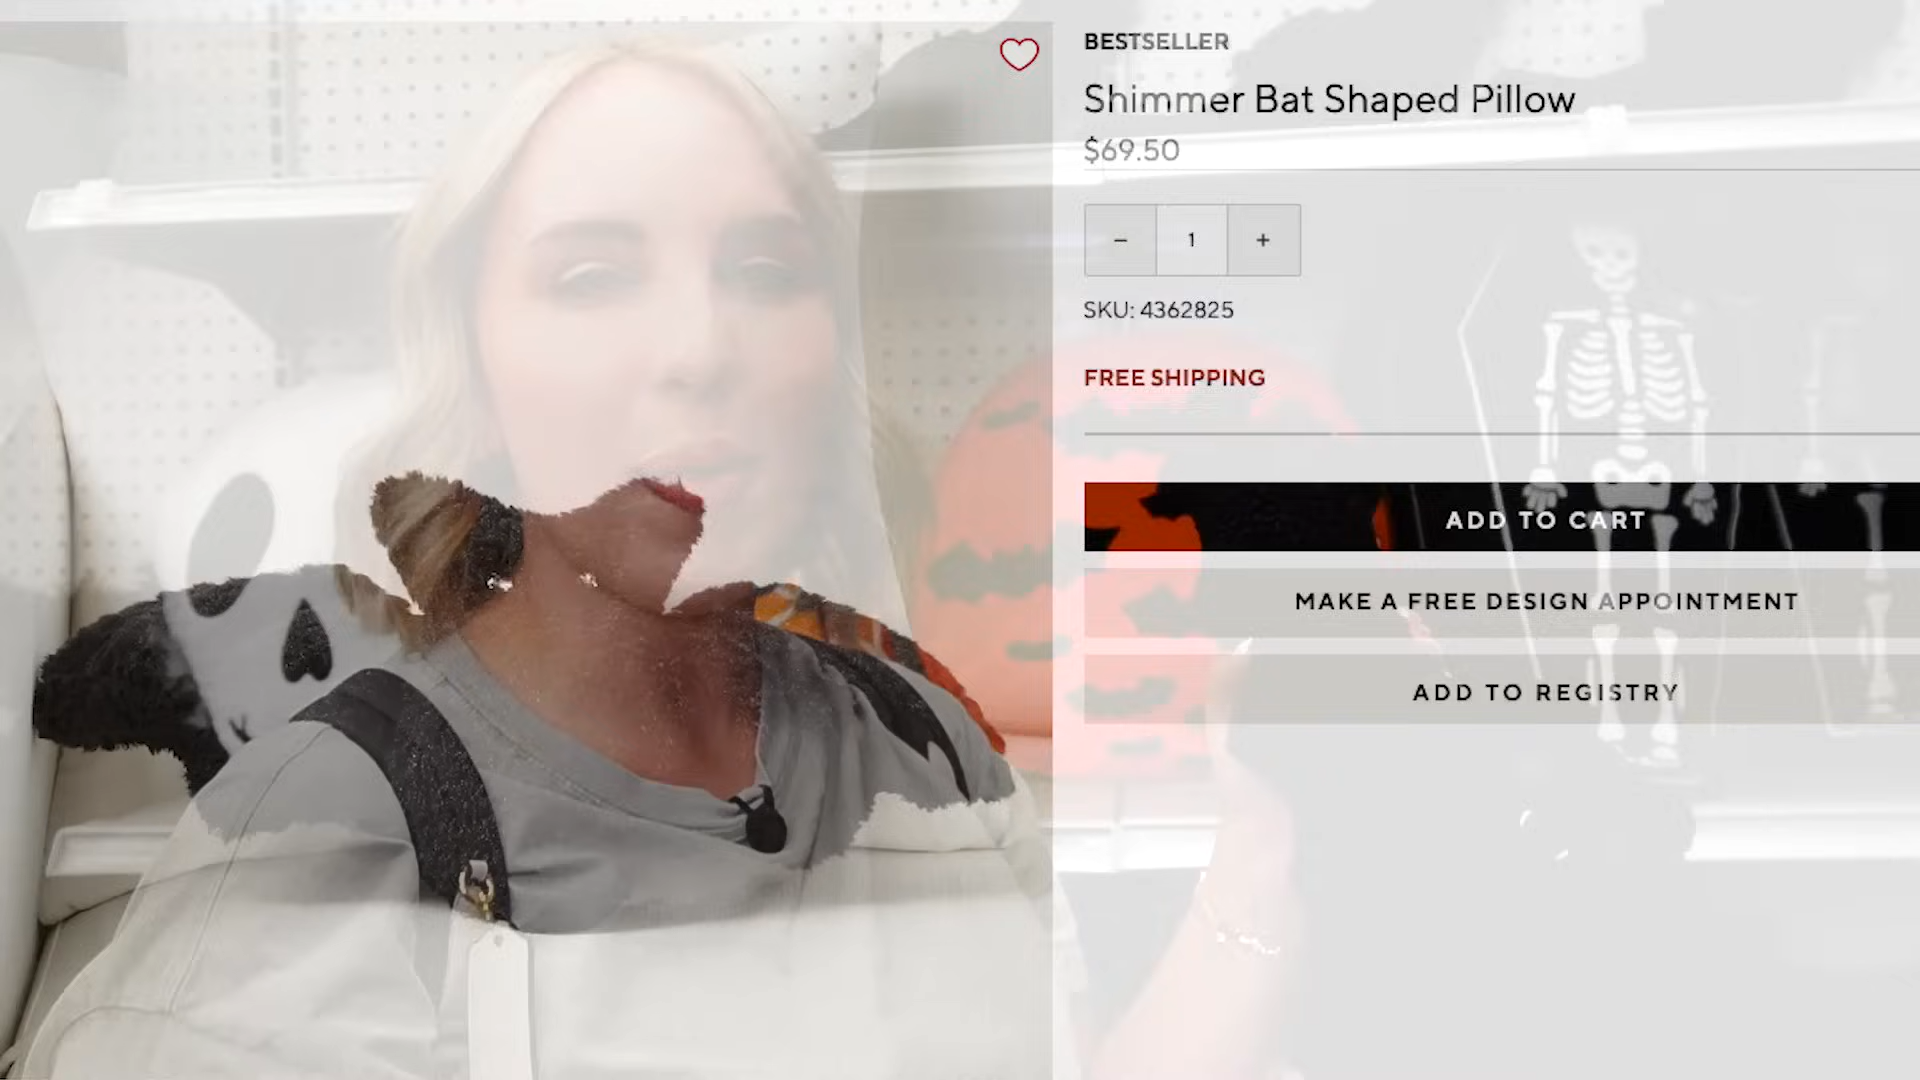 BESTSELLER
Shimmer Bat Shaped Pillow
$69.50
− 1 +
SKU: 4362825
FREE SHIPPING
ADD TO CART
MAKE A FREE DESIGN APPOINTMENT
ADD TO REGISTRY